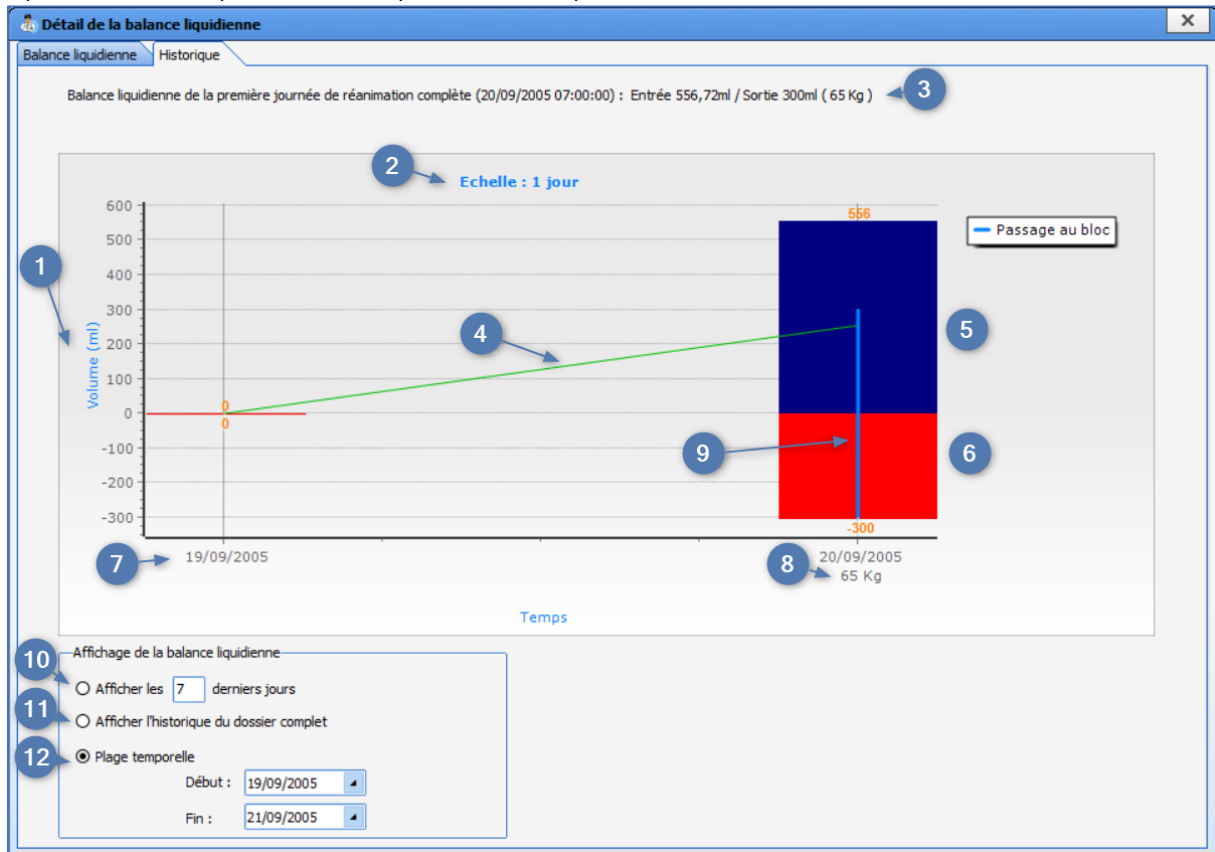 Détail de la balance liquidienne
Balance liquidienne Historique
Balance liquidienne de la première journée de réanimation complète (20/09/2005 07:00:00) : Entrée 556,72ml / Sortie 300ml ( 65 Kg )
3
2
Echelle : 1 jour
600
556
Passage au bloc
500
1
400
300
4
5
Volume (ml)
200
100
0
0
0
-100
9
6
-200
-300
-300
7
19/09/2005
8
20/09/2005
65 Kg
Temps
Affichage de la balance liquidienne
10
Afficher les 7 derniers jours
11
Afficher l'historique du dossier complet
12
Plage temporelle
Début : 19/09/2005
Fin : 21/09/2005